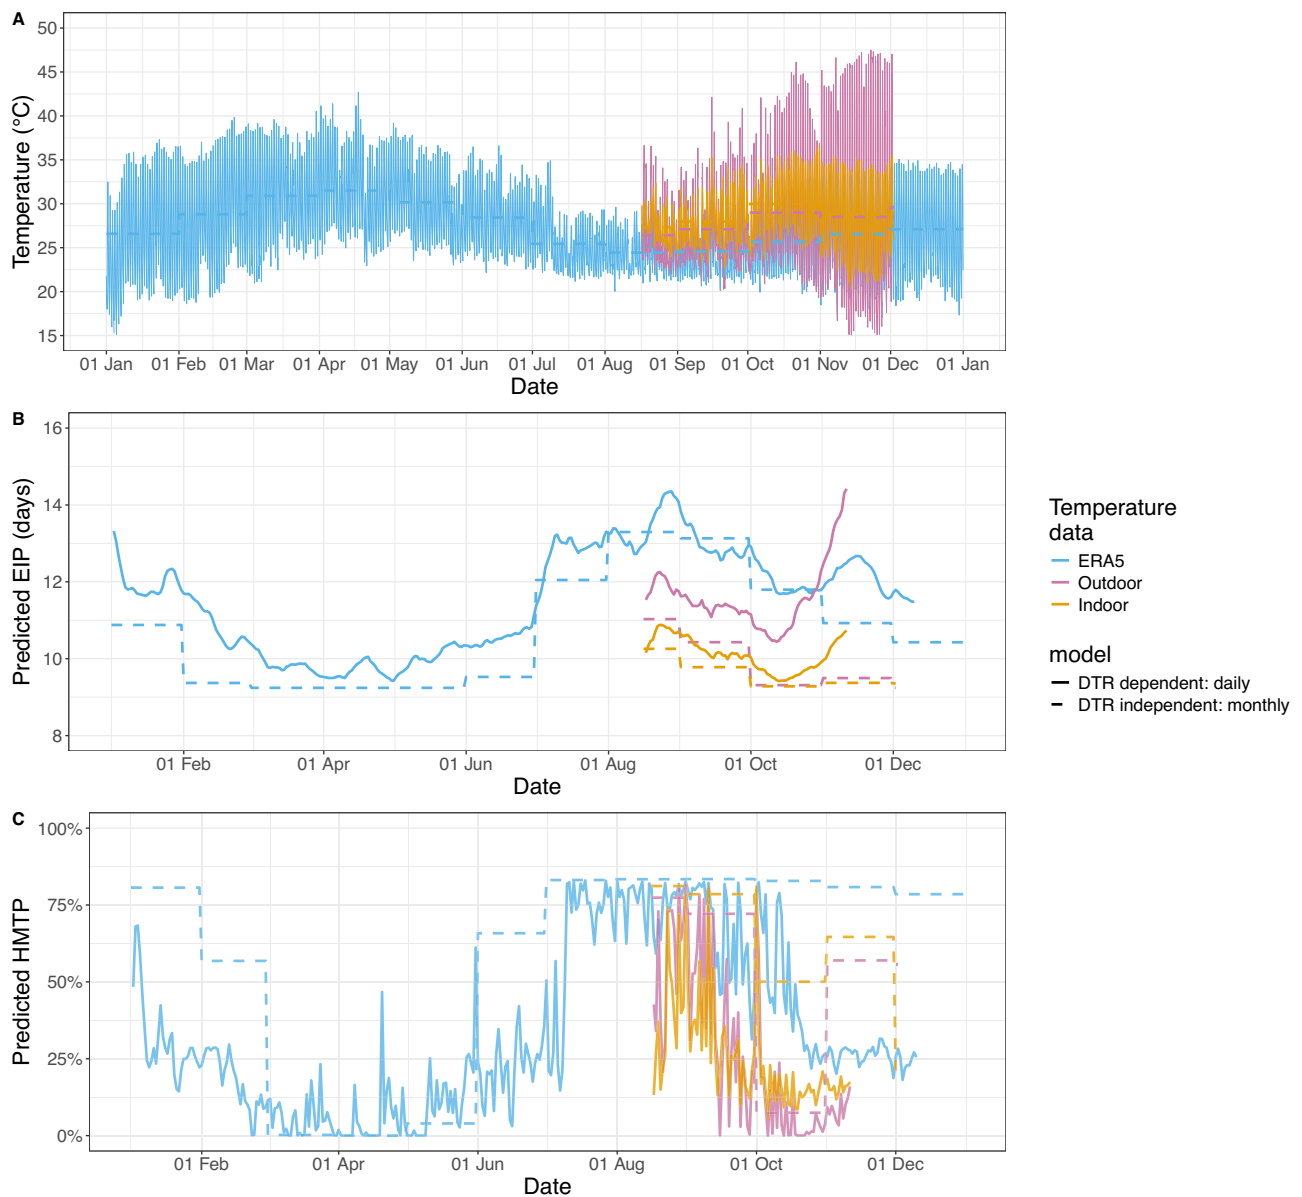 A
Temperature (°C)
50
45
40
35
30
25
20
15
01 Jan 01 Feb 01 Mar 01 Apr 01 May 01 Jun 01 Jul 01 Aug 01 Sep 01 Oct 01 Nov 01 Dec 01 Jan
Date
B
Predicted EIP (days)
16
14
12
10
8
01 Feb 01 Apr 01 Jun 01 Aug 01 Oct 01 Dec
Date
Temperature
data
ERA5
Outdoor
Indoor
model
DTR dependent: daily
DTR independent: monthly
C
Predicted HMTP
100%
75%
50%
25%
0%
01 Feb 01 Apr 01 Jun 01 Aug 01 Oct 01 Dec
Date